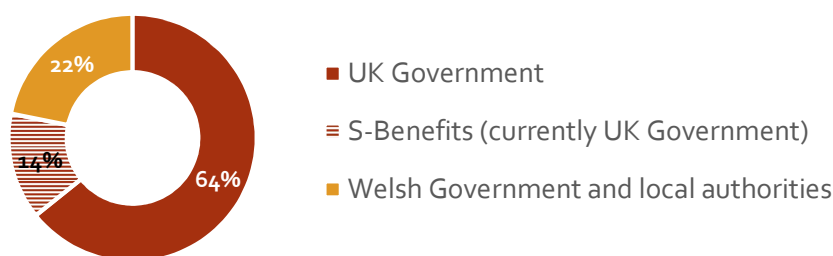 22%
14%
64%
UK Government
S-Benefits (currently UK Government)
Welsh Government and local authorities